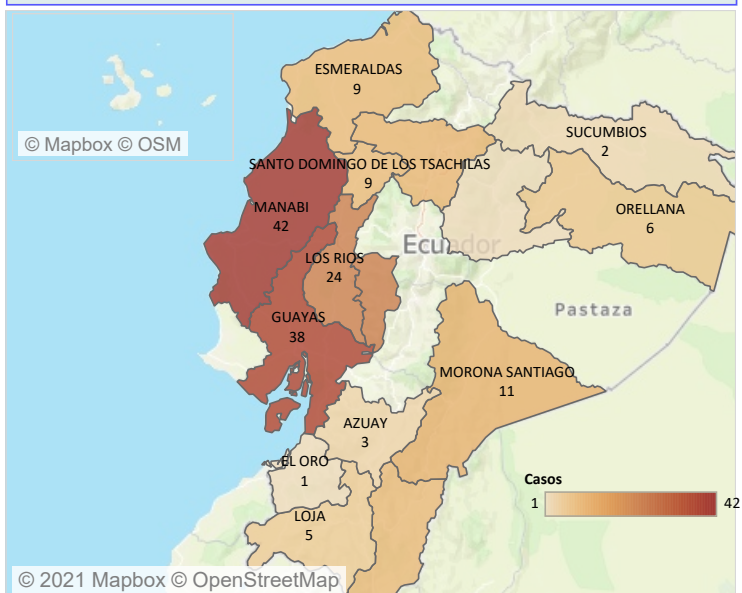 ESMERALDAS
9
© Mapbox © OSM
SUCUMBIOS
2
SANTO DOMINGO DE LOS TSACHILAS
9
MANABI
42
ORELLANA
6
Ecuador
LOS RIOS
24
Pastaza
GUAYAS
38
MORONA SANTIAGO
11
AZUAY
3
EL ORO
1
Casos
1
42
LOJA
5
© 2021 Mapbox © OpenStreetMap